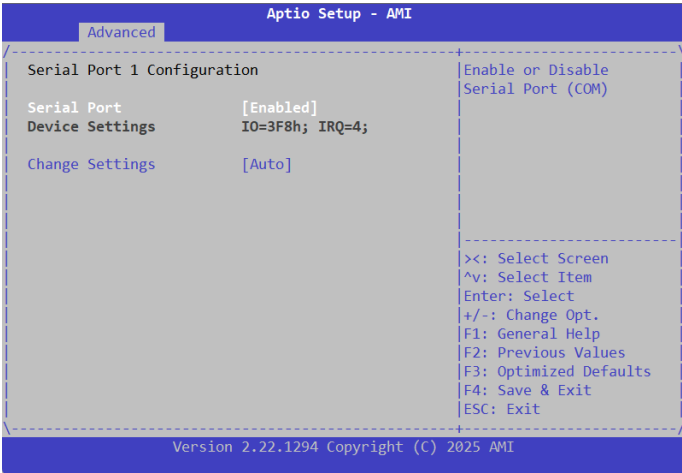 Aptio Setup - AMI
Advanced
Serial Port 1 Configuration
Enable or Disable
Serial Port (COM)
Serial Port [Enabled]
Device Settings IO=3F8h; IRQ=4;
Change Settings [Auto]
><: Select Screen
^v: Select Item
Enter: Select
+/-: Change Opt.
F1: General Help
F2: Previous Values
F3: Optimized Defaults
F4: Save & Exit
ESC: Exit
Version 2.22.1294 Copyright (C) 2025 AMI